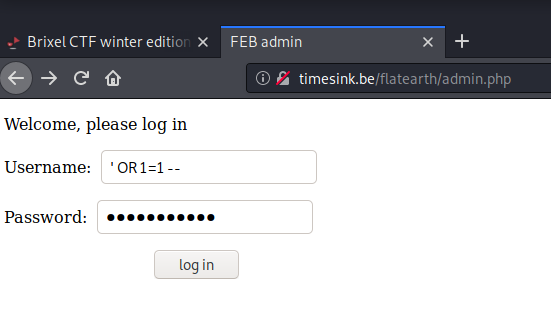 Brixel CTF winter edition
FEB admin
timesink.be/flatearth/admin.php
Welcome, please log in
Username: ' OR 1=1 --
Password: ●●●●●●●●●●●
log in